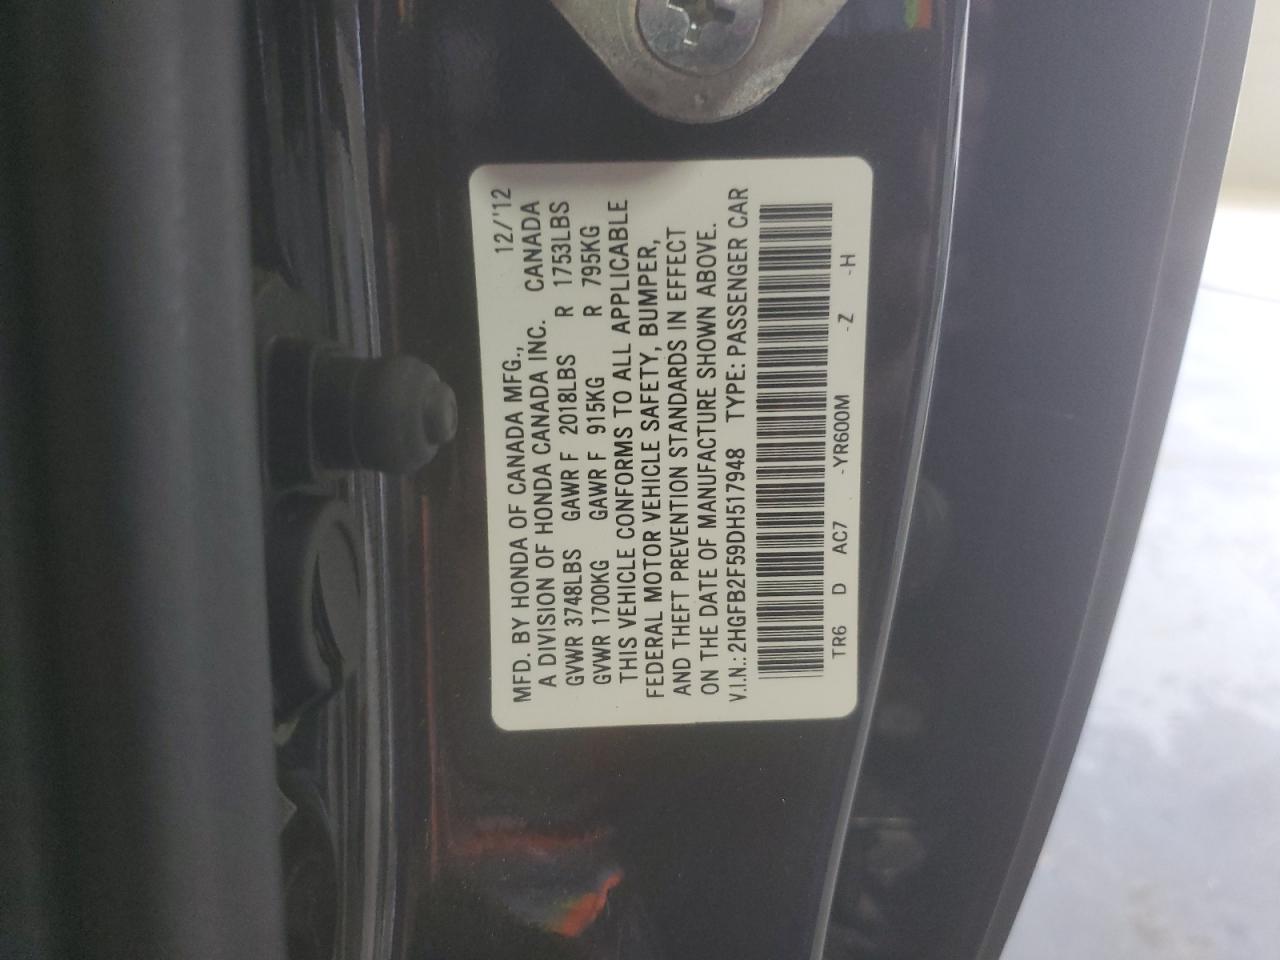 MFD. BY HONDA OF CANADA MFG., 12/'12
A DIVISION OF HONDA CANADA INC. CANADA
GVWR 3748LBS GAWR F 2018LBS R 1753LBS
GVWR 1700KG GAWR F 915KG R 795KG
THIS VEHICLE CONFORMS TO ALL APPLICABLE
FEDERAL MOTOR VEHICLE SAFETY, BUMPER,
AND THEFT PREVENTION STANDARDS IN EFFECT
ON THE DATE OF MANUFACTURE SHOWN ABOVE.
V.I.N.: 2HGFB2F59DH517948 TYPE: PASSENGER CAR
TR6 D AC7 -YR600M -Z -H